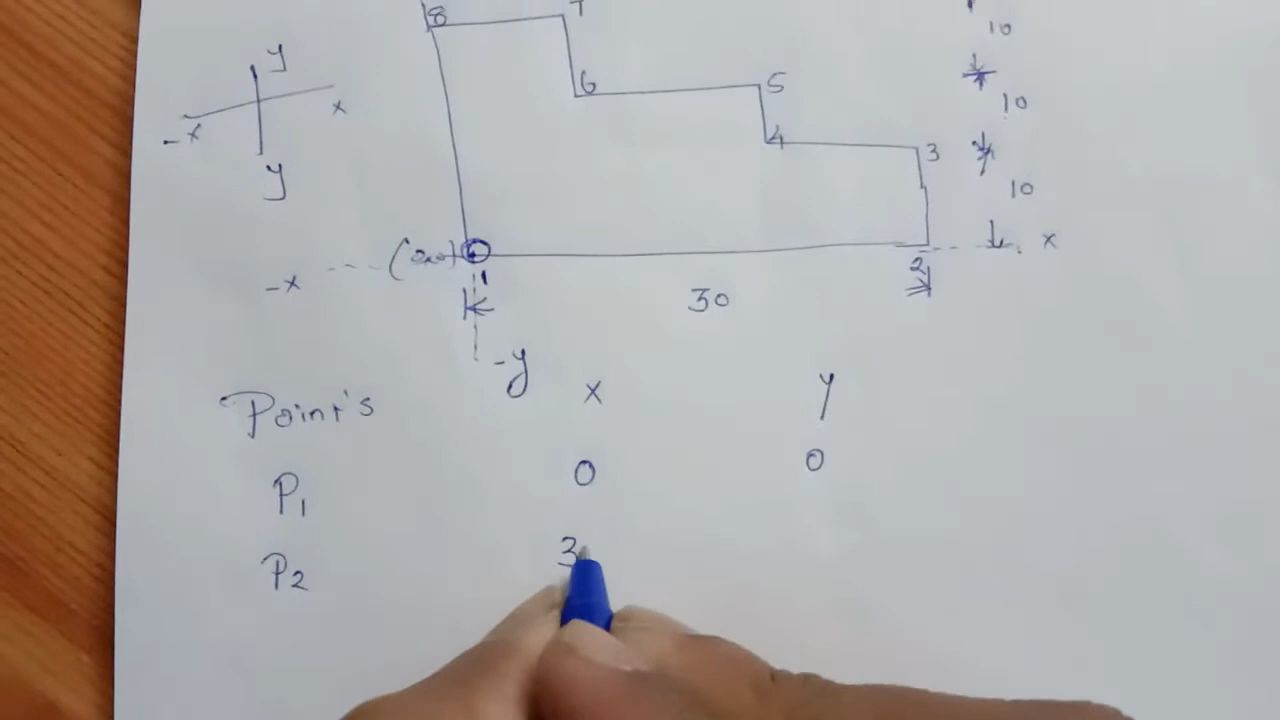 8 7
10
y
6 5
-x x
10
4 3
y
10
(0,0)
x
-x
1 2
30
-y
Point's x y
P1 0 0
P2 3